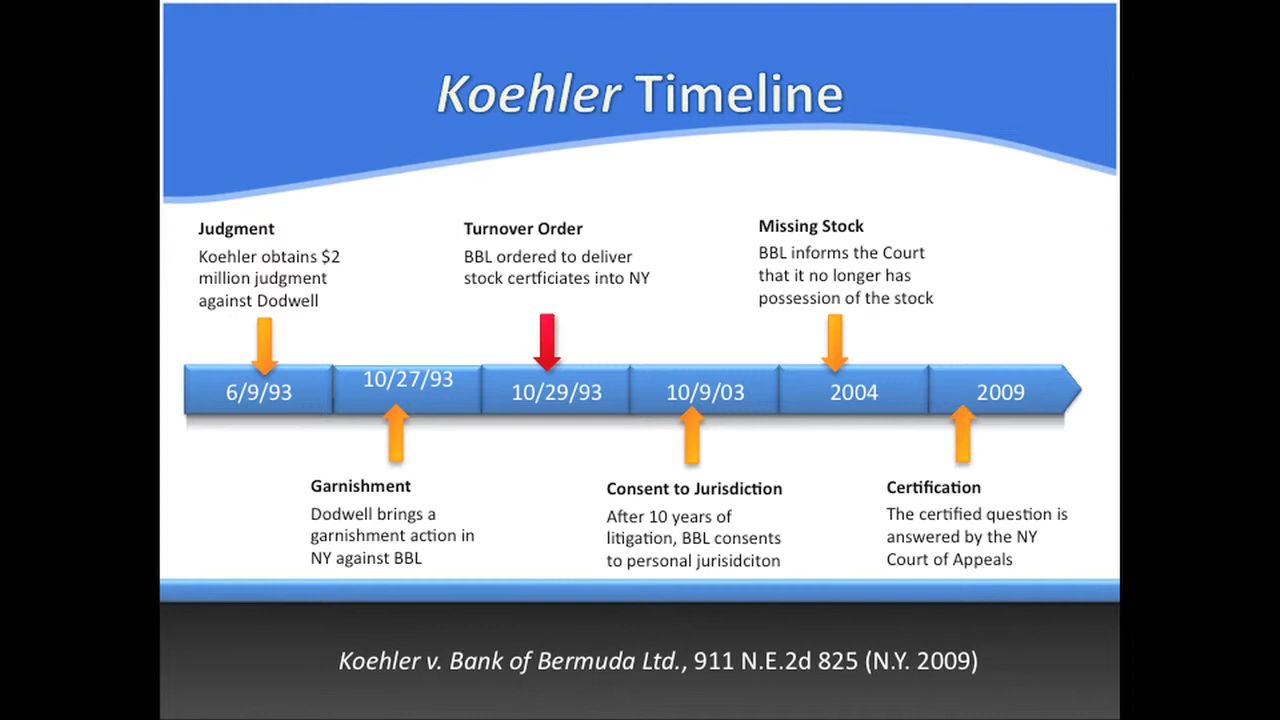 Koehler Timeline
Judgment
Koehler obtains $2
million judgment
against Dodwell
Turnover Order
BBL ordered to deliver
stock certficiates into NY
Missing Stock
BBL informs the Court
that it no longer has
possession of the stock
6/9/93
10/27/93
10/29/93
10/9/03
2004
2009
Garnishment
Dodwell brings a
garnishment action in
NY against BBL
Consent to Jurisdiction
After 10 years of
litigation, BBL consents
to personal jurisidciton
Certification
The certified question is
answered by the NY
Court of Appeals
Koehler v. Bank of Bermuda Ltd., 911 N.E.2d 825 (N.Y. 2009)